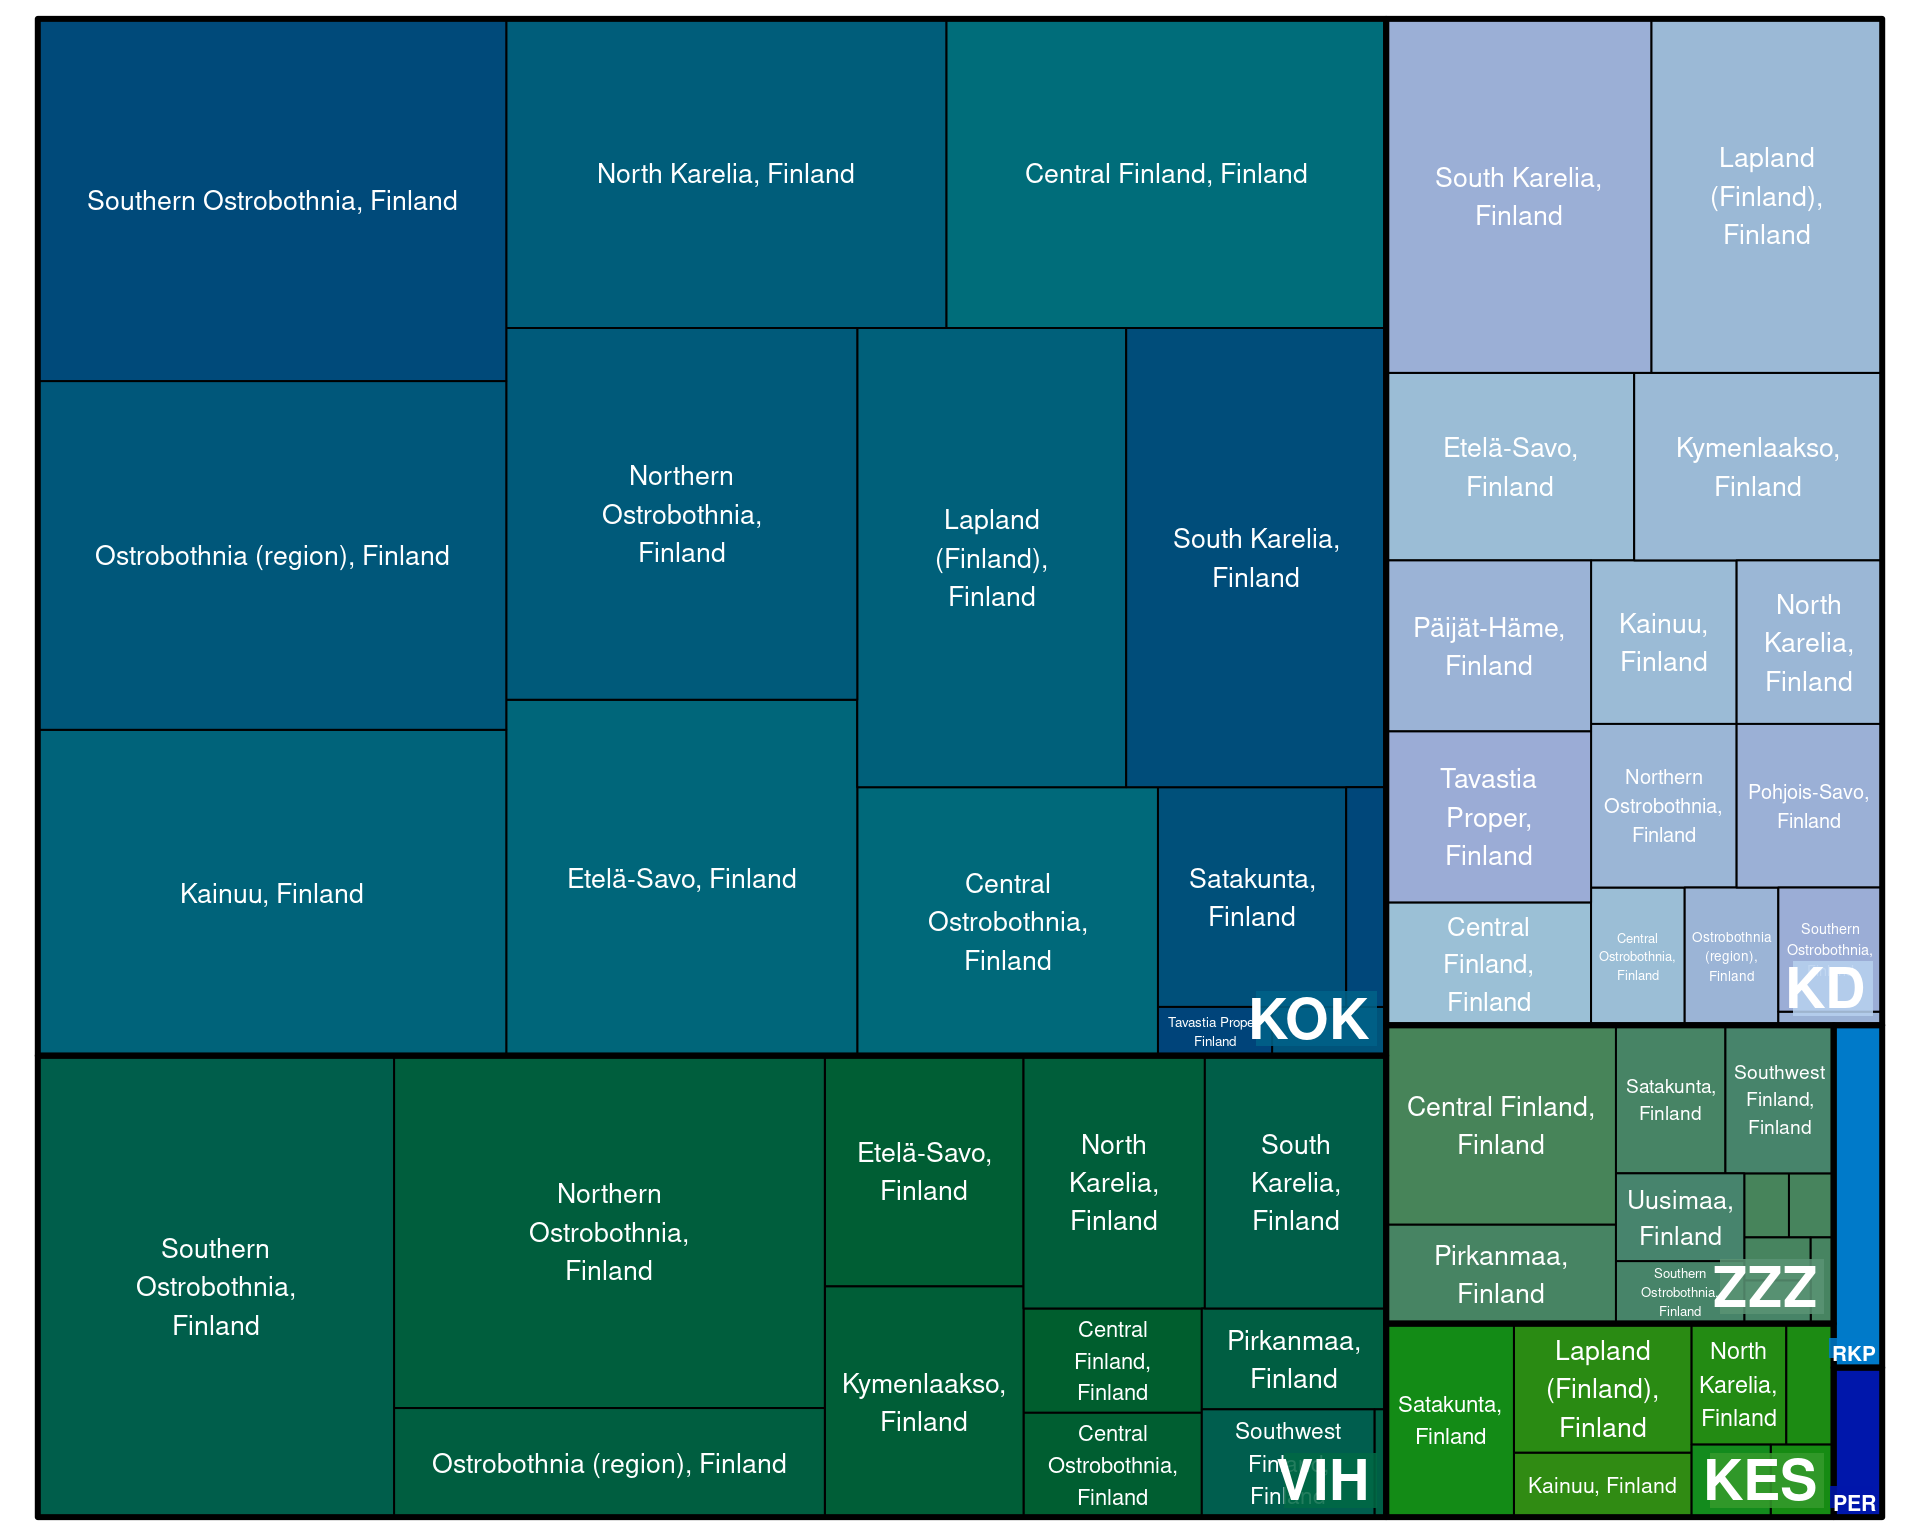 Southern Ostrobothnia, Finland
North Karelia, Finland
Central Finland, Finland
Ostrobothnia (region), Finland
Northern
Ostrobothnia,
Finland
Lapland
(Finland),
Finland
South Karelia,
Finland
Kainuu, Finland
Etelä-Savo, Finland
Central
Ostrobothnia,
Finland
Satakunta,
Finland
Tavastia Proper
Finland
KOK
South Karelia,
Finland
Lapland
(Finland),
Finland
Etelä-Savo,
Finland
Kymenlaakso,
Finland
Päijät-Häme,
Finland
Kainuu,
Finland
North
Karelia,
Finland
Tavastia
Proper,
Finland
Northern
Ostrobothnia,
Finland
Pohjois-Savo,
Finland
Central
Finland,
Finland
Central
Ostrobothnia,
Finland
Ostrobothnia
(region),
Finland
Southern
Ostrobothnia,
KD
Southern
Ostrobothnia,
Finland
Northern
Ostrobothnia,
Finland
Ostrobothnia (region), Finland
Etelä-Savo,
Finland
Kymenlaakso,
Finland
North
Karelia,
Finland
South
Karelia,
Finland
Central
Finland,
Finland
Pirkanmaa,
Finland
Central
Ostrobothnia,
Finland
Southwest
Finland,
Finland
VIH
Central Finland,
Finland
Satakunta,
Finland
Southwest
Finland,
Finland
Pirkanmaa,
Finland
Uusimaa,
Finland
Southern
Ostrobothnia,
Finland
ZZZ
Satakunta,
Finland
Lapland
(Finland),
Finland
North
Karelia,
Finland
Kainuu, Finland
KES
RKP
PER